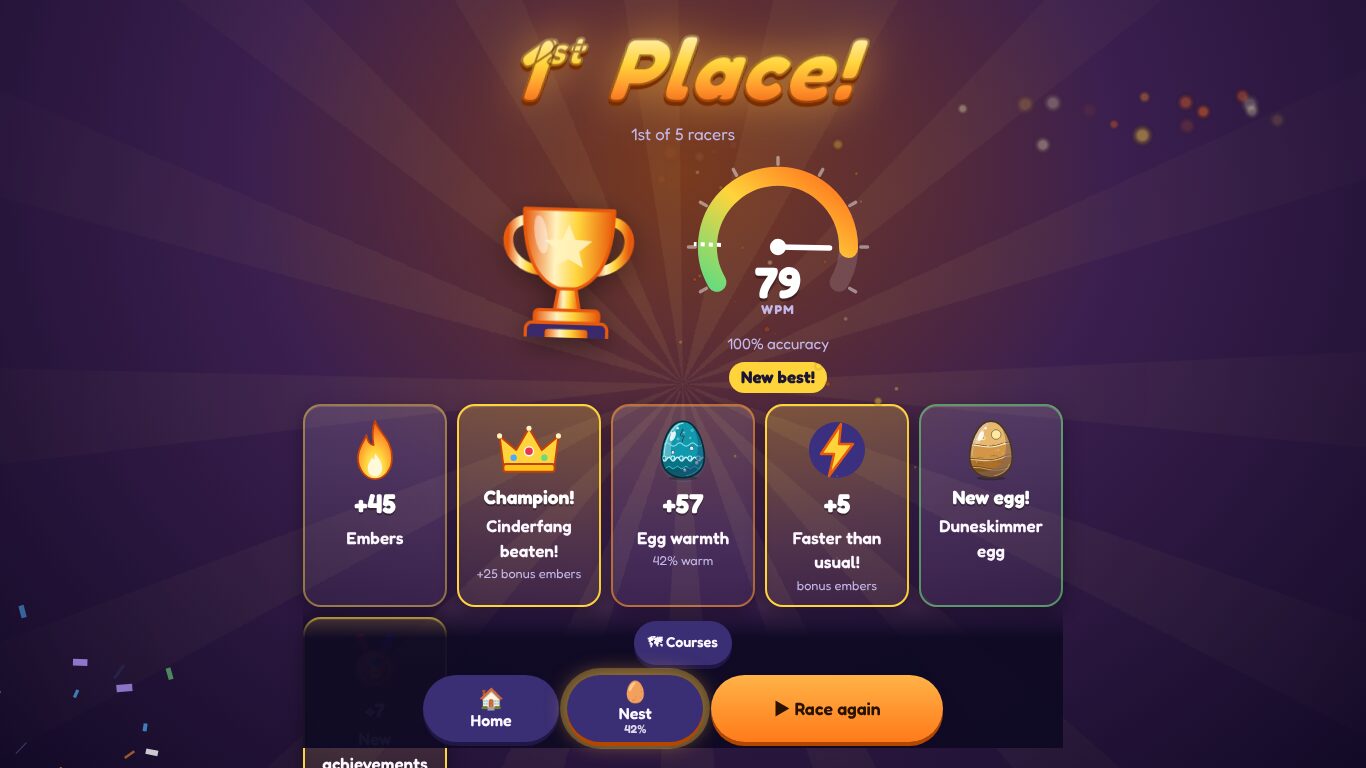 1st Place!
1st of 5 racers
79
WPM
100% accuracy
New best!
+45
Embers
Champion!
Cinderfang
beaten!
+25 bonus embers
+57
Egg warmth
42% warm
+5
Faster than
usual!
bonus embers
New egg!
Duneskimmer
egg
+7
New
achievements
Courses
Home
Nest
42%
Race again